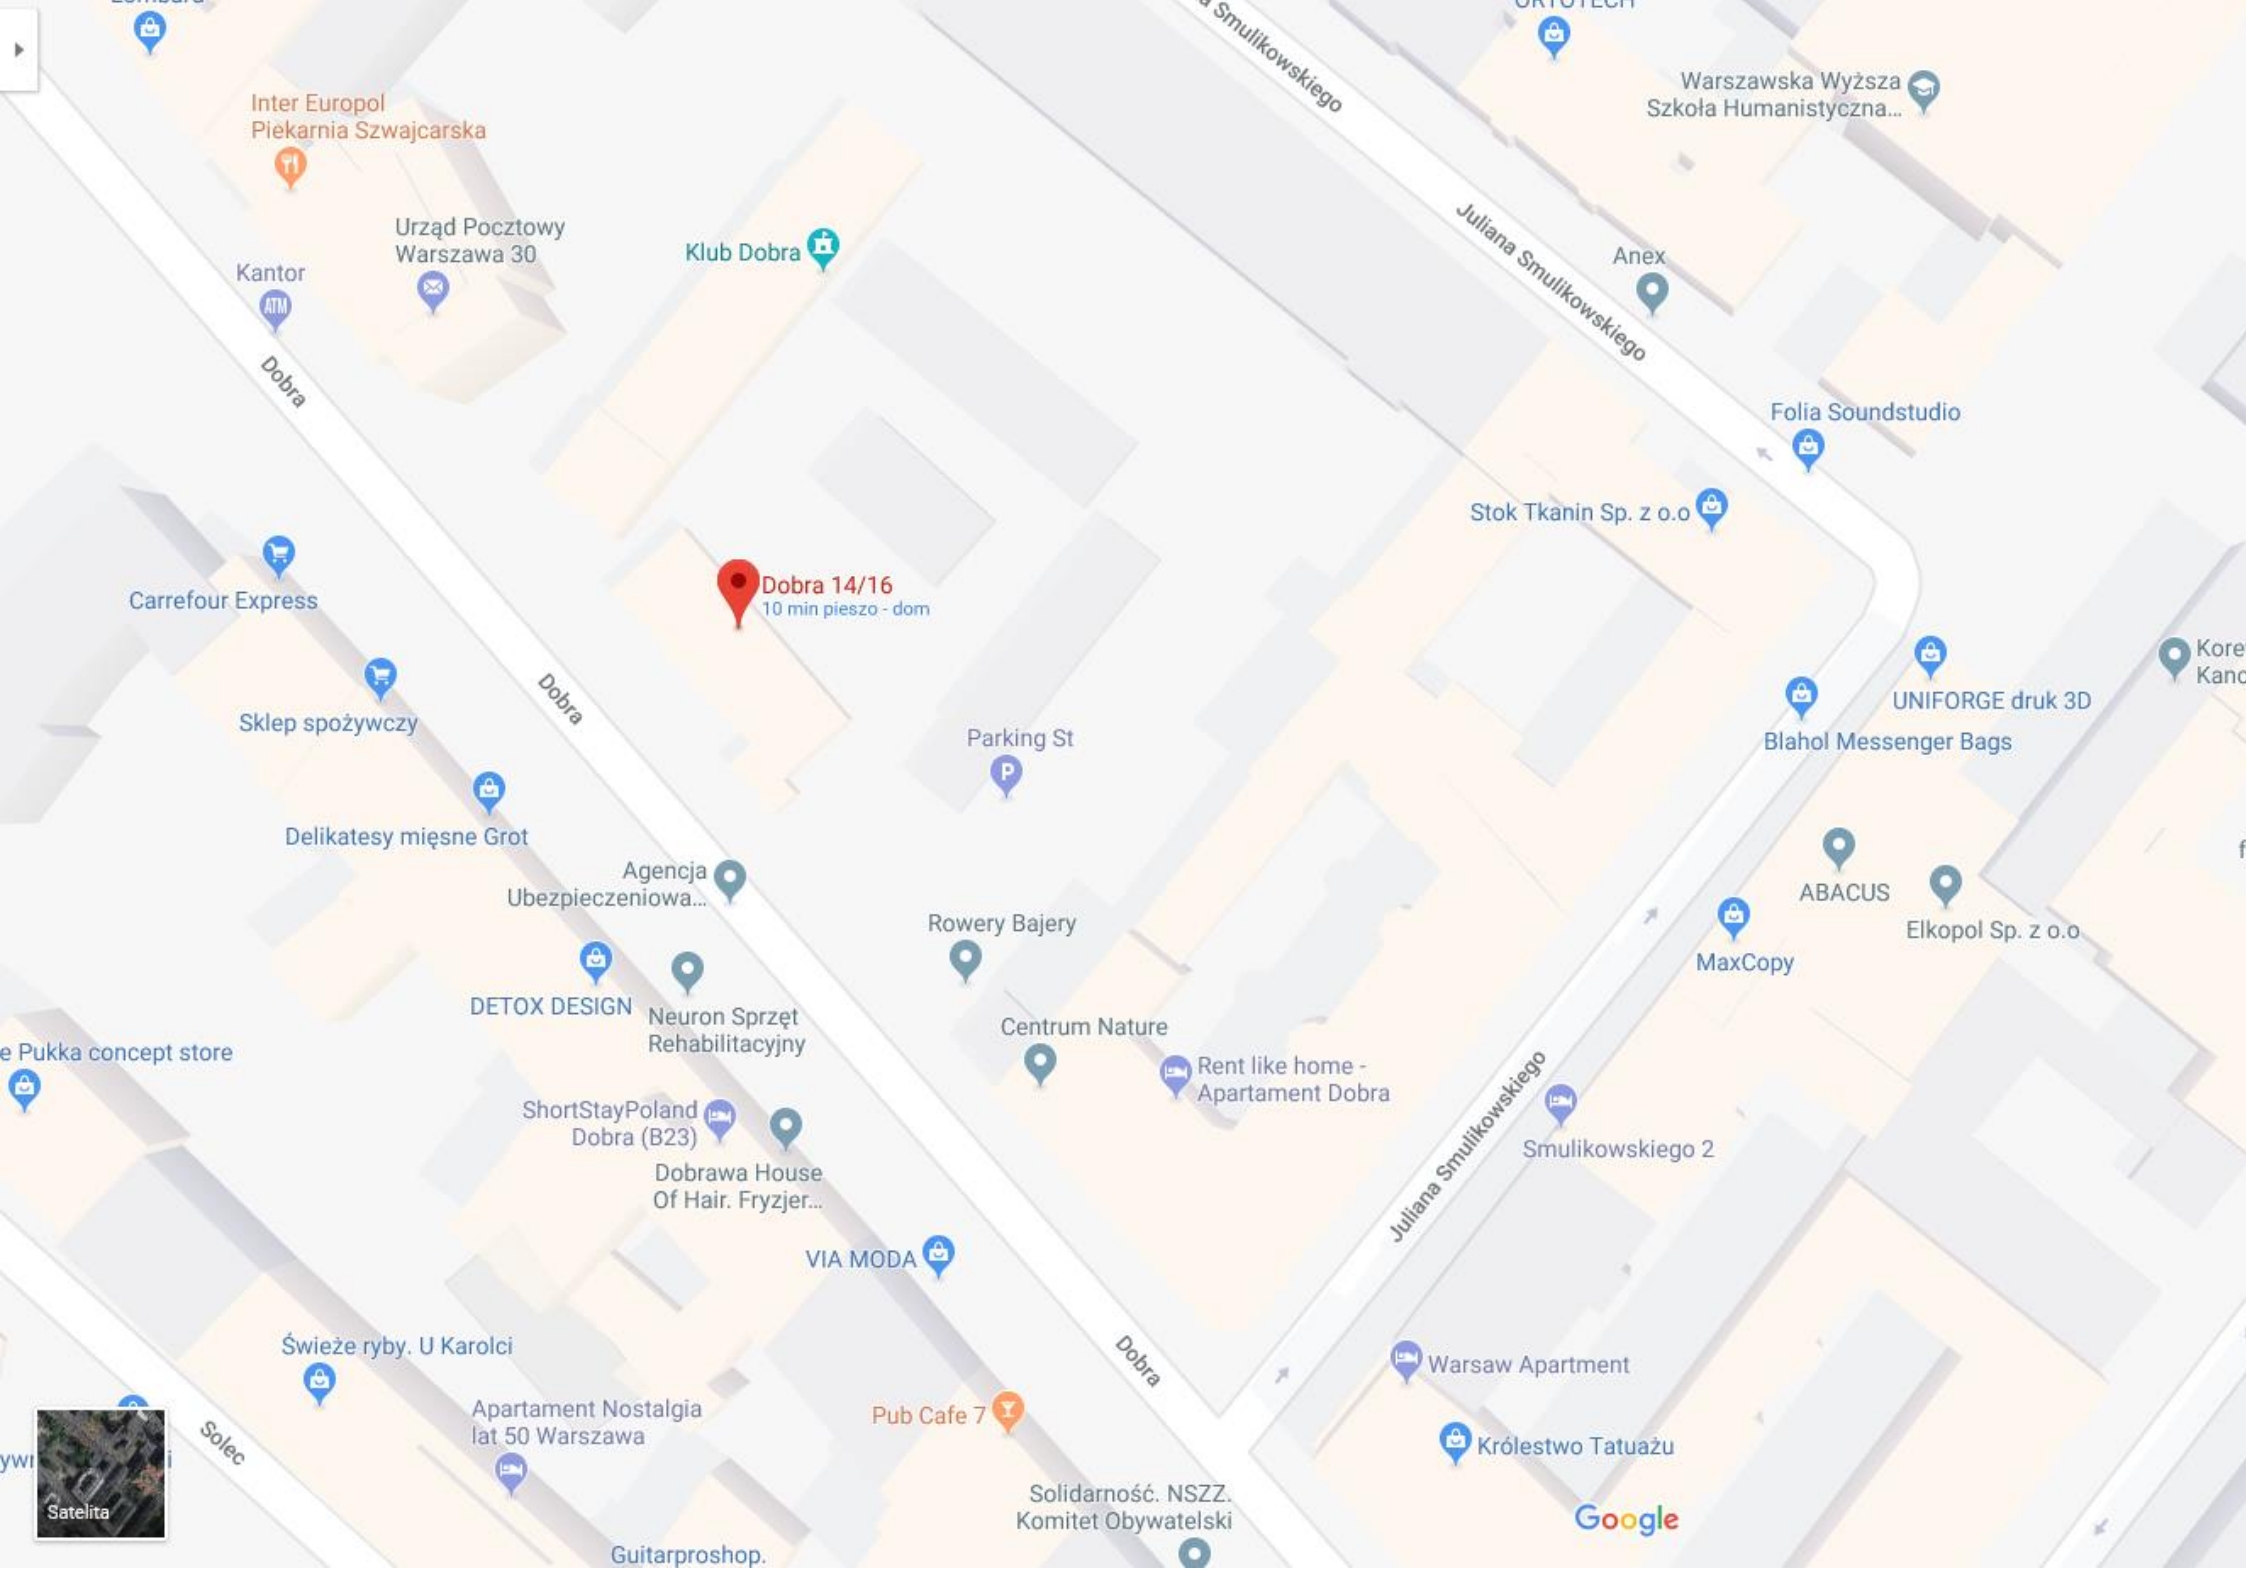 ORTOTECH
a Smulikowskiego
Warszawska Wyższa
Szkoła Humanistyczna...
Inter Europol
Piekarnia Szwajcarska
Urząd Pocztowy
Warszawa 30
Klub Dobra
Kantor
ATM
Juliana Smulikowskiego
Anex
Dobra
Folia Soundstudio
Stok Tkanin Sp. z o.o
Carrefour Express
Dobra 14/16
10 min pieszo - dom
Sklep spożywczy
Dobra
Kore
Kanc
UNIFORGE druk 3D
Blahol Messenger Bags
Parking St
P
Delikatesy mięsne Grot
Agencja
Ubezpieczeniowa...
Rowery Bajery
ABACUS
Elkopol Sp. z o.o
MaxCopy
DETOX DESIGN
Neuron Sprzęt
Rehabilitacyjny
Centrum Nature
e Pukka concept store
Rent like home -
Apartament Dobra
Juliana Smulikowskiego
ShortStayPoland
Dobra (B23)
Smulikowskiego 2
Dobrawa House
Of Hair. Fryzjer...
VIA MODA
Świeże ryby. U Karolci
Dobra
Warsaw Apartment
Apartament Nostalgia
lat 50 Warszawa
Pub Cafe 7
Solec
Królestwo Tatuażu
Satelita
Solidarność. NSZZ.
Komitet Obywatelski
Google
Guitarproshop.